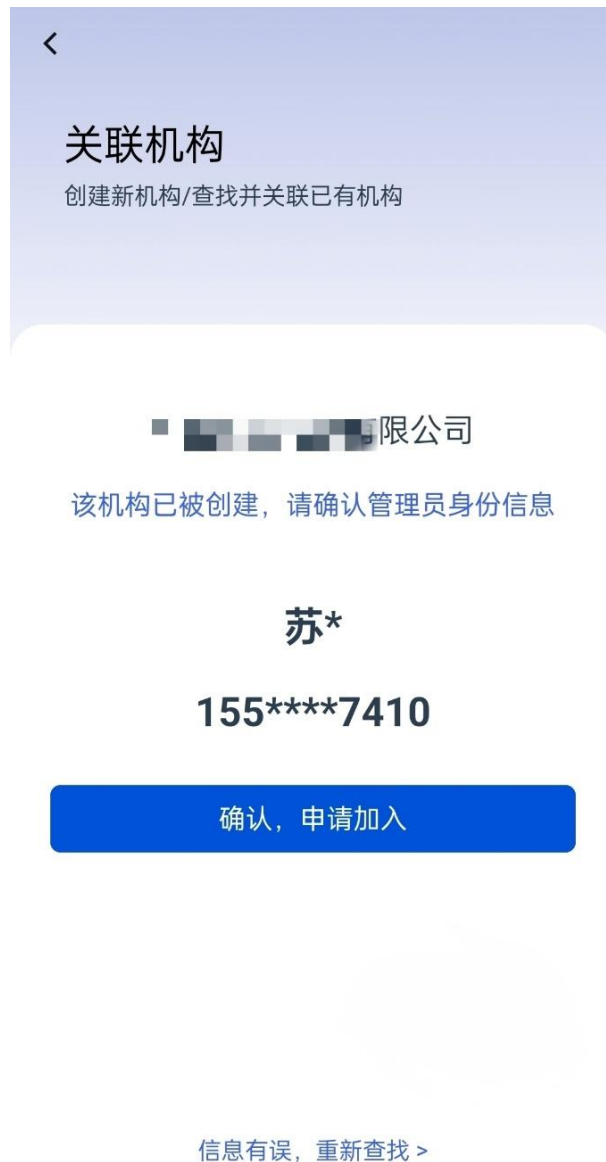 关联机构
创建新机构/查找并关联已有机构
限公司
该机构已被创建，请确认管理员身份信息
苏*
155****7410
确认，申请加入
信息有误，重新查找 >